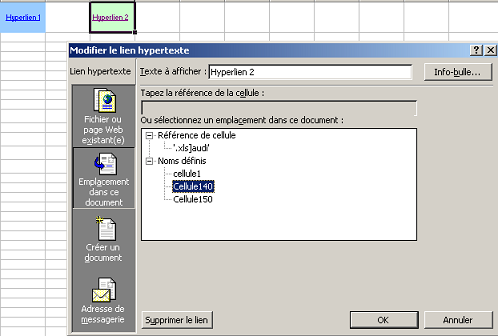 Hyperlien 1
Hyperlien 2
Modifier le lien hypertexte
Lien hypertexte
Texte à afficher : Hyperlien 2
Info-bulle...
Tapez la référence de la cellule :
Fichier ou
page Web
existant(e)
Ou sélectionnez un emplacement dans ce document :
Référence de cellule
'.xls]aud/'
Noms définis
cellule1
Cellule140
Cellule150
Emplacement
dans ce
document
Créer un
document
Adresse de
messagerie
Supprimer le lien
OK
Annuler